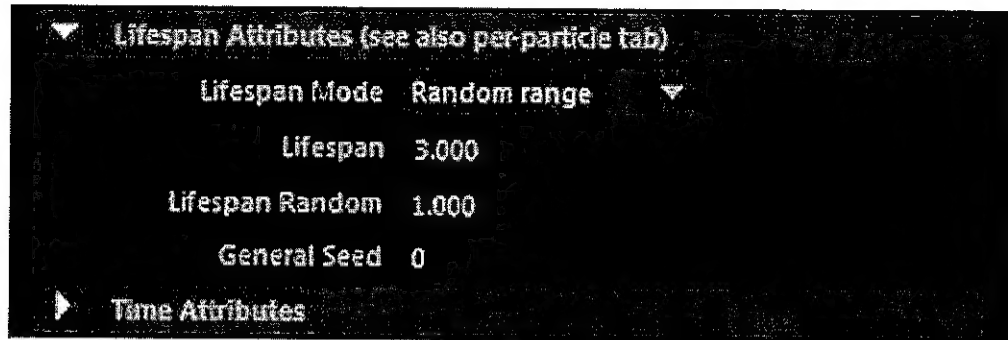 Lifespan Attributes (see also per-particle tab)
Lifespan Mode Random range
Lifespan 3.000
Lifespan Random 1.000
General Seed 0
Time Attributes